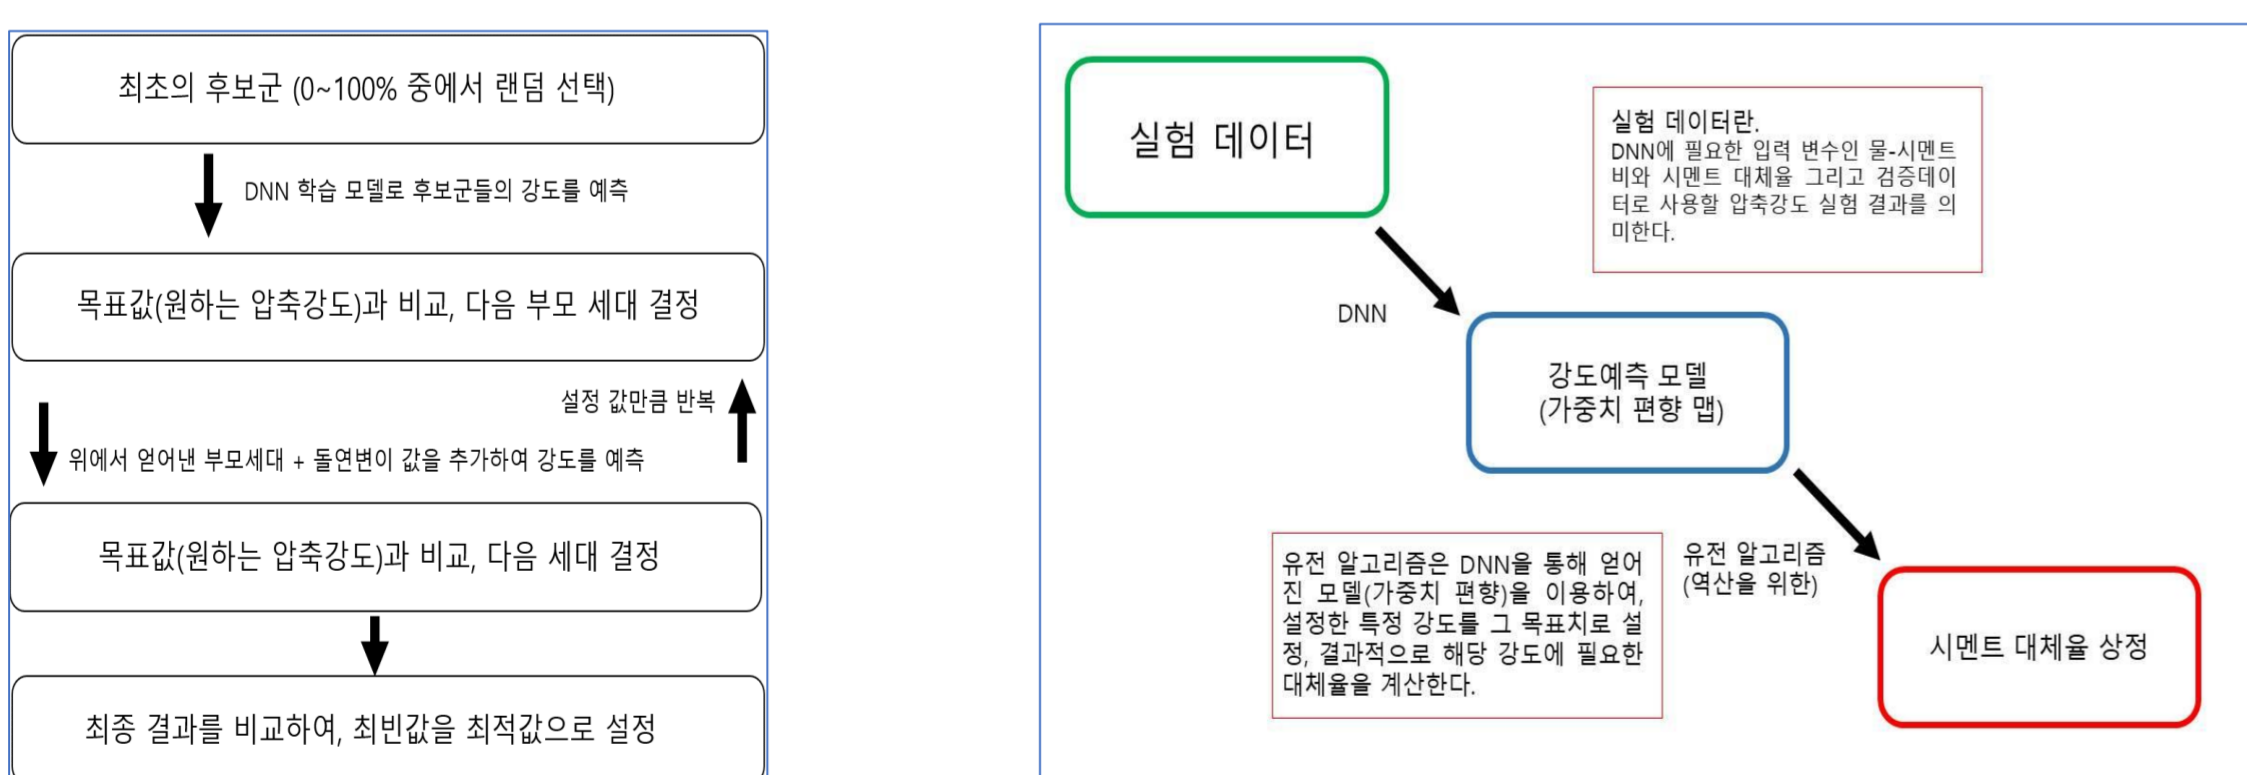 최초의 후보군 (0~100% 중에서 랜덤 선택)
DNN 학습 모델로 후보군들의 강도를 예측
목표값(원하는 압축강도)과 비교, 다음 부모 세대 결정
설정 값만큼 반복
위에서 얻어낸 부모세대 + 돌연변이 값을 추가하여 강도를 예측
목표값(원하는 압축강도)과 비교, 다음 세대 결정
최종 결과를 비교하여, 최빈값을 최적값으로 설정
실험 데이터
실험 데이터란.
DNN에 필요한 입력 변수인 물-시멘트
비와 시멘트 대체율 그리고 검증데이
터로 사용할 압축강도 실험 결과를 의
미한다.
DNN
강도예측 모델
(가중치 편향 맵)
유전 알고리즘은 DNN을 통해 얻어
진 모델(가중치 편향)을 이용하여,
설정한 특정 강도를 그 목표치로 설
정, 결과적으로 해당 강도에 필요한
대체율을 계산한다.
유전 알고리즘
(역산을 위한)
시멘트 대체율 상정